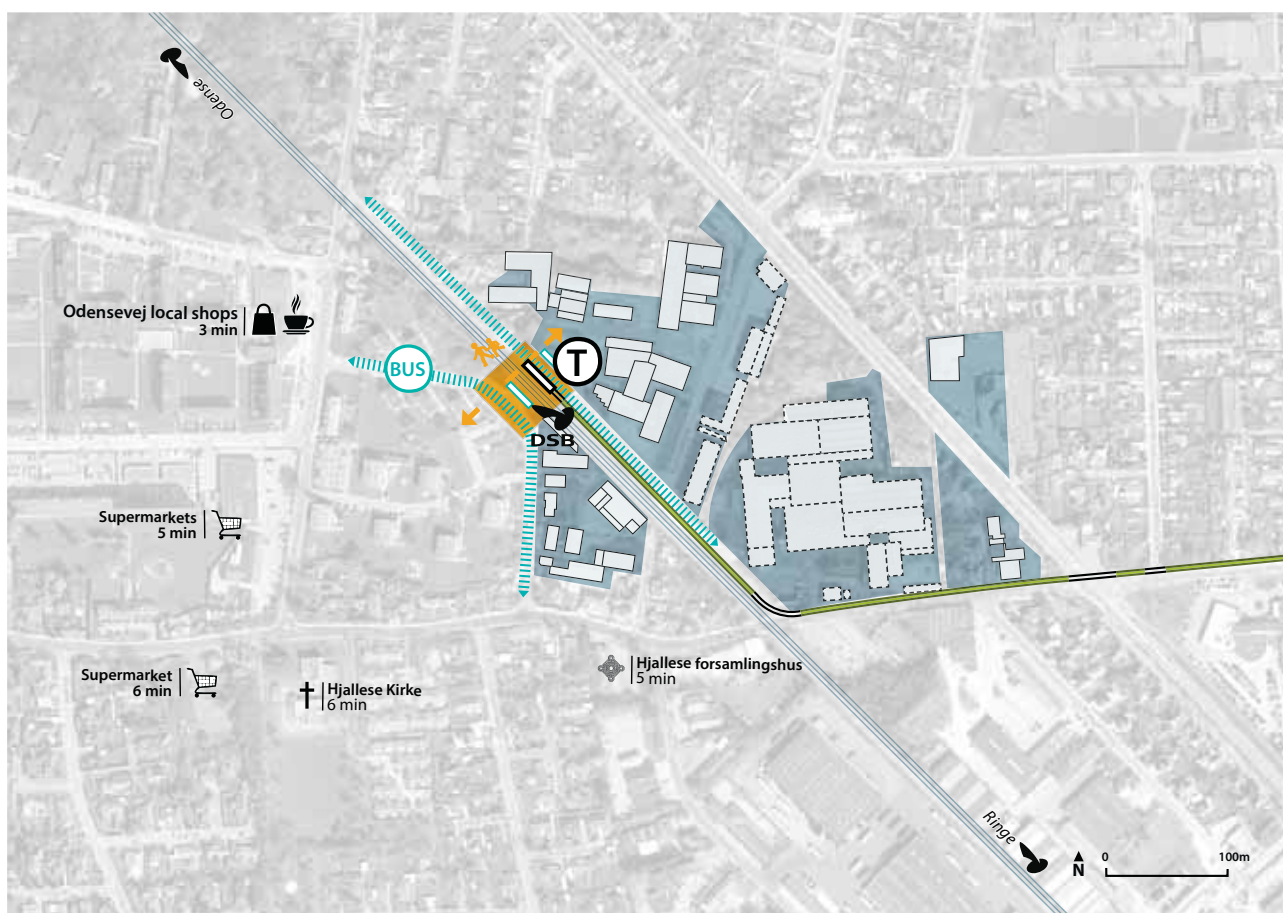 Odense
Odensevej local shops
3 min
BUS
T
DSB
Supermarkets
5 min
Supermarket
6 min
Hjallese Kirke
6 min
Hjallese forsamlingshus
5 min
Ringe
N
0
100m